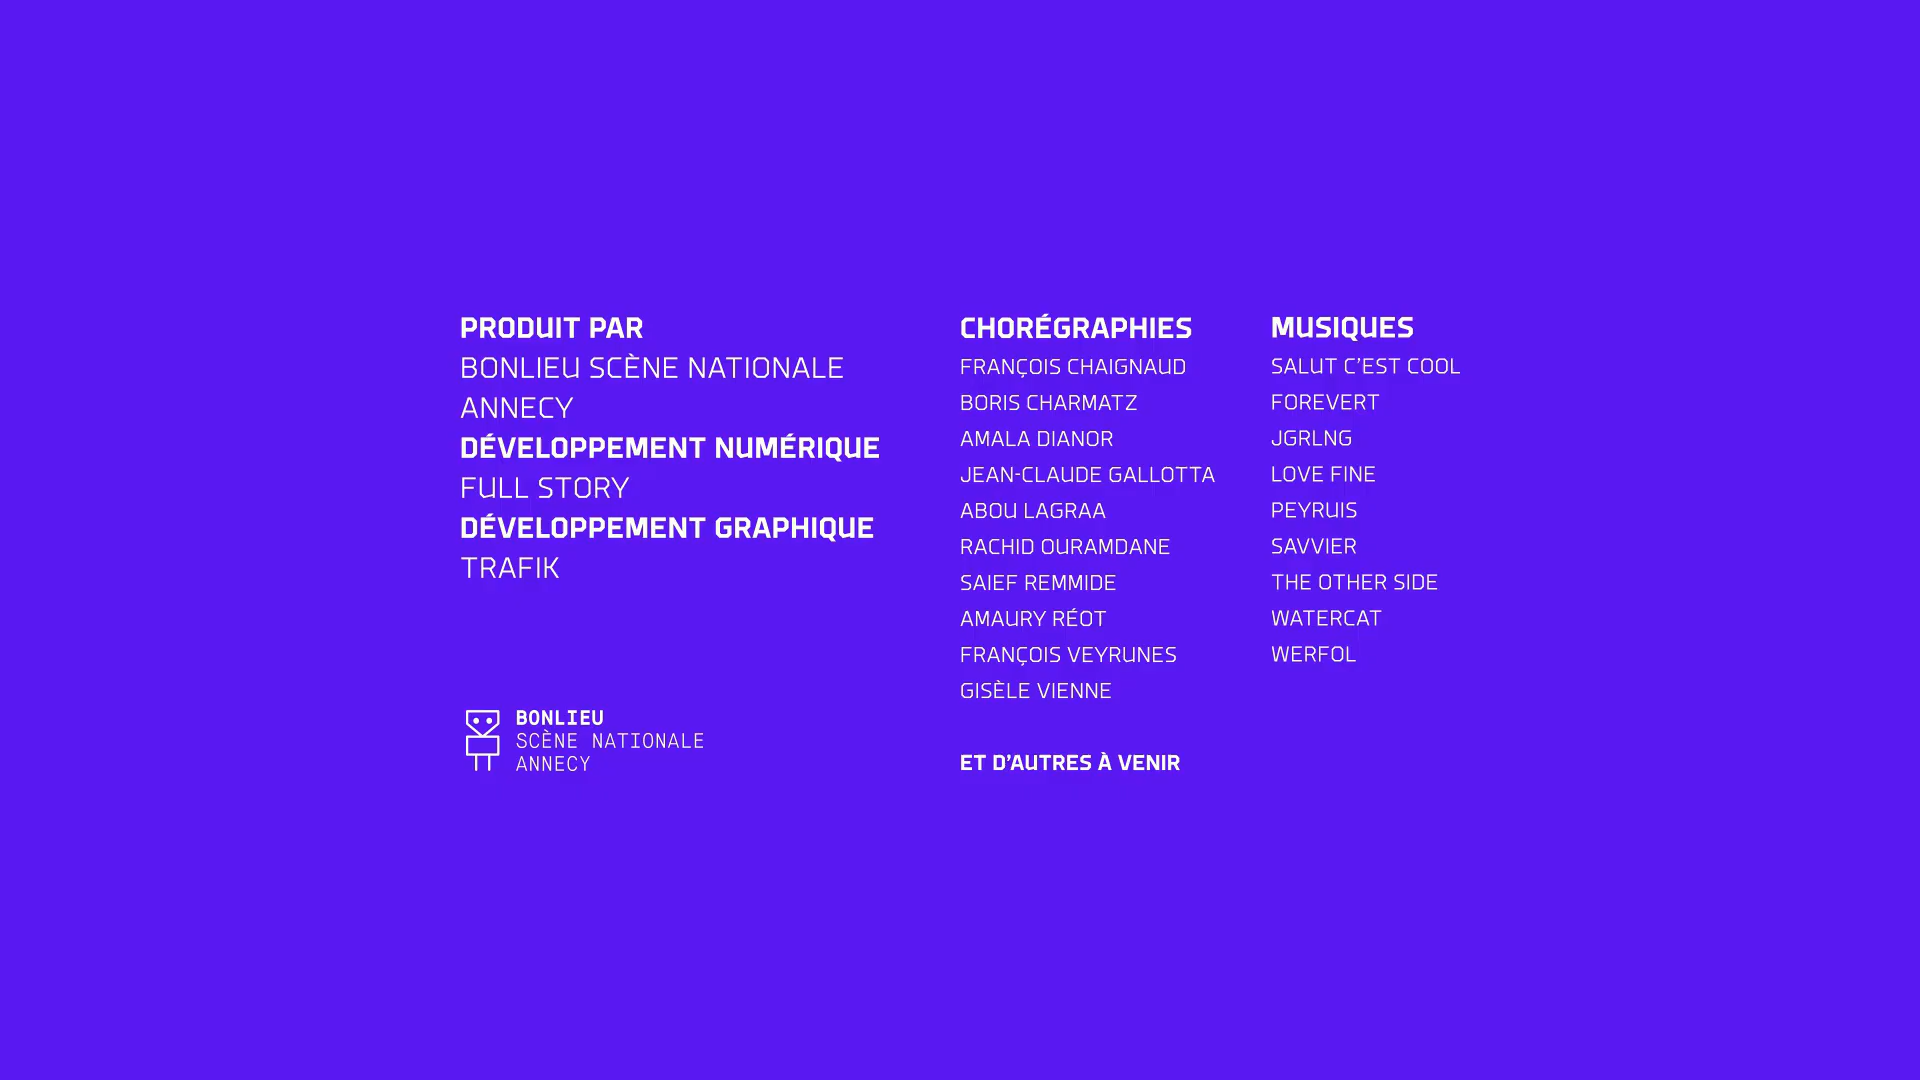 PRODUIT PAR
BONLIEU SCÈNE NATIONALE
ANNECY
DÉVELOPPEMENT NUMÉRIQUE
FULL STORY
DÉVELOPPEMENT GRAPHIQUE
TRAFIK
BONLIEU
SCÈNE NATIONALE
ANNECY
CHORÉGRAPHIES
FRANÇOIS CHAIGNAUD
BORIS CHARMATZ
AMALA DIANOR
JEAN-CLAUDE GALLOTTA
ABOU LAGRAA
RACHID OURAMDANE
SAIEF REMMIDE
AMAURY RÉOT
FRANÇOIS VEYRUNES
GISÈLE VIENNE
ET D’AUTRES À VENIR
MUSIQUES
SALUT C’EST COOL
FOREVERT
JGRLNG
LOVE FINE
PEYRUIS
SAVVIER
THE OTHER SIDE
WATERCAT
WERFOL